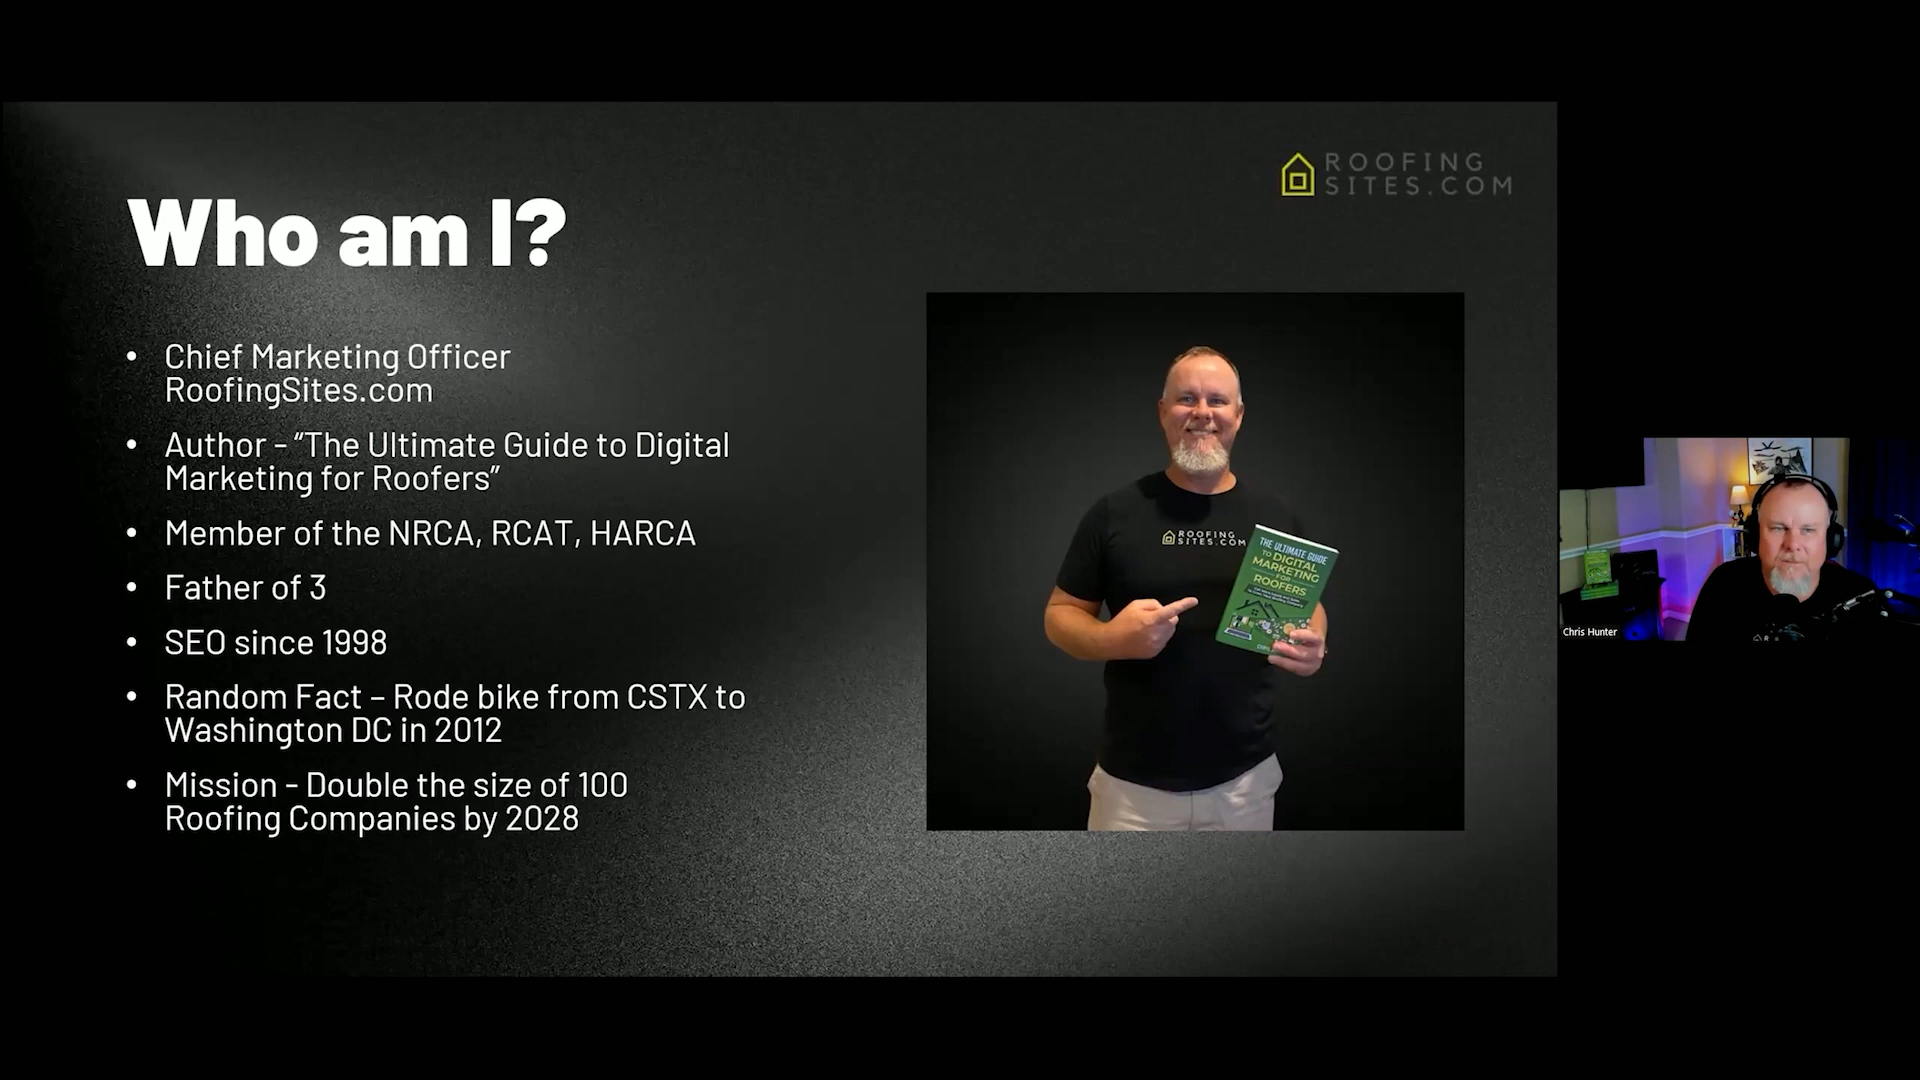 ROOFING
SITES.COM
Who am I?
• Chief Marketing Officer
RoofingSites.com
• Author - “The Ultimate Guide to Digital
Marketing for Roofers”
• Member of the NRCA, RCAT, HARCA
• Father of 3
• SEO since 1998
• Random Fact – Rode bike from CSTX to
Washington DC in 2012
• Mission - Double the size of 100
Roofing Companies by 2028
ROOFING
SITES.COM
THE ULTIMATE GUIDE
TO DIGITAL
MARKETING
FOR
ROOFERS
Chris Hunter